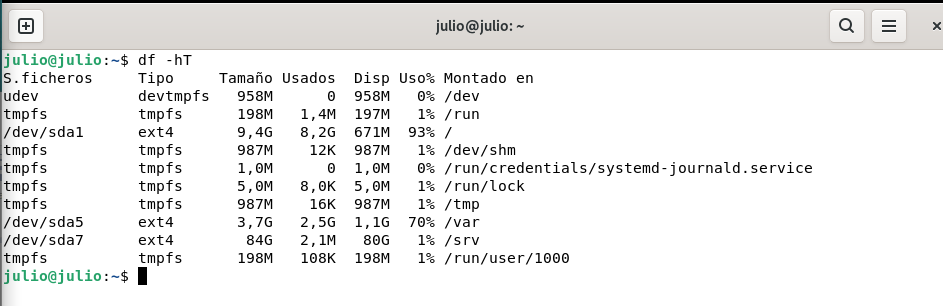 julio@julio: ~
julio@julio:~$ df -hT
S.ficheros     Tipo     Tamaño Usados  Disp Uso% Montado en
udev           devtmpfs   958M      0  958M   0% /dev
tmpfs          tmpfs      198M   1,4M  197M   1% /run
/dev/sda1      ext4       9,4G   8,2G  671M  93% /
tmpfs          tmpfs      987M    12K  987M   1% /dev/shm
tmpfs          tmpfs      1,0M      0  1,0M   0% /run/credentials/systemd-journald.service
tmpfs          tmpfs      5,0M   8,0K  5,0M   1% /run/lock
tmpfs          tmpfs      987M    16K  987M   1% /tmp
/dev/sda5      ext4       3,7G   2,5G  1,1G  70% /var
/dev/sda7      ext4        84G   2,1M   80G   1% /srv
tmpfs          tmpfs      198M   108K  198M   1% /run/user/1000
julio@julio:~$